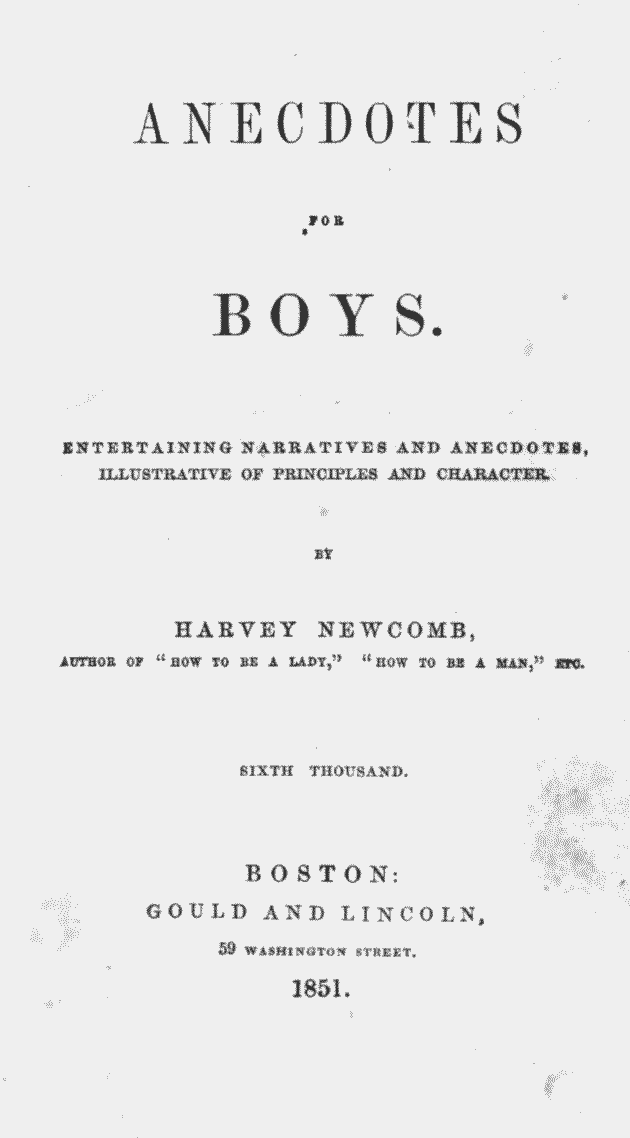 ANECDOTES
FOR
BOYS.
ENTERTAINING NARRATIVES AND ANECDOTES,
ILLUSTRATIVE OF PRINCIPLES AND CHARACTER.
BY
HARVEY NEWCOMB,
AUTHOR OF “HOW TO BE A LADY,” “HOW TO BE A MAN,” ETC.
SIXTH THOUSAND.
BOSTON:
GOULD AND LINCOLN,
59 WASHINGTON STREET.
1851.